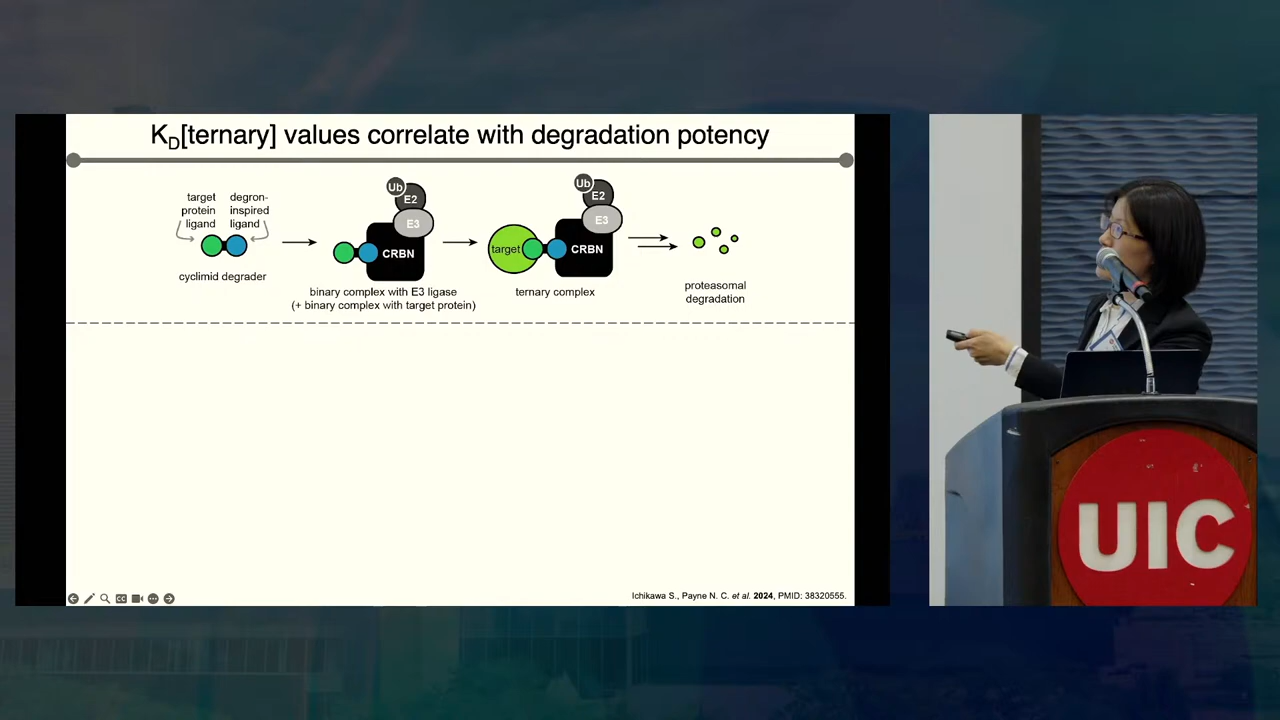 K_D[ternary] values correlate with degradation potency
target
protein
ligand
degron-
inspired
ligand
cyclimid degrader
Ub
E2
E3
CRBN
binary complex with E3 ligase
(+ binary complex with target protein)
Ub
E2
E3
target
CRBN
ternary complex
proteasomal
degradation
CC
Ichikawa S., Payne N. C. et al. 2024, PMID: 38320555.
UIC